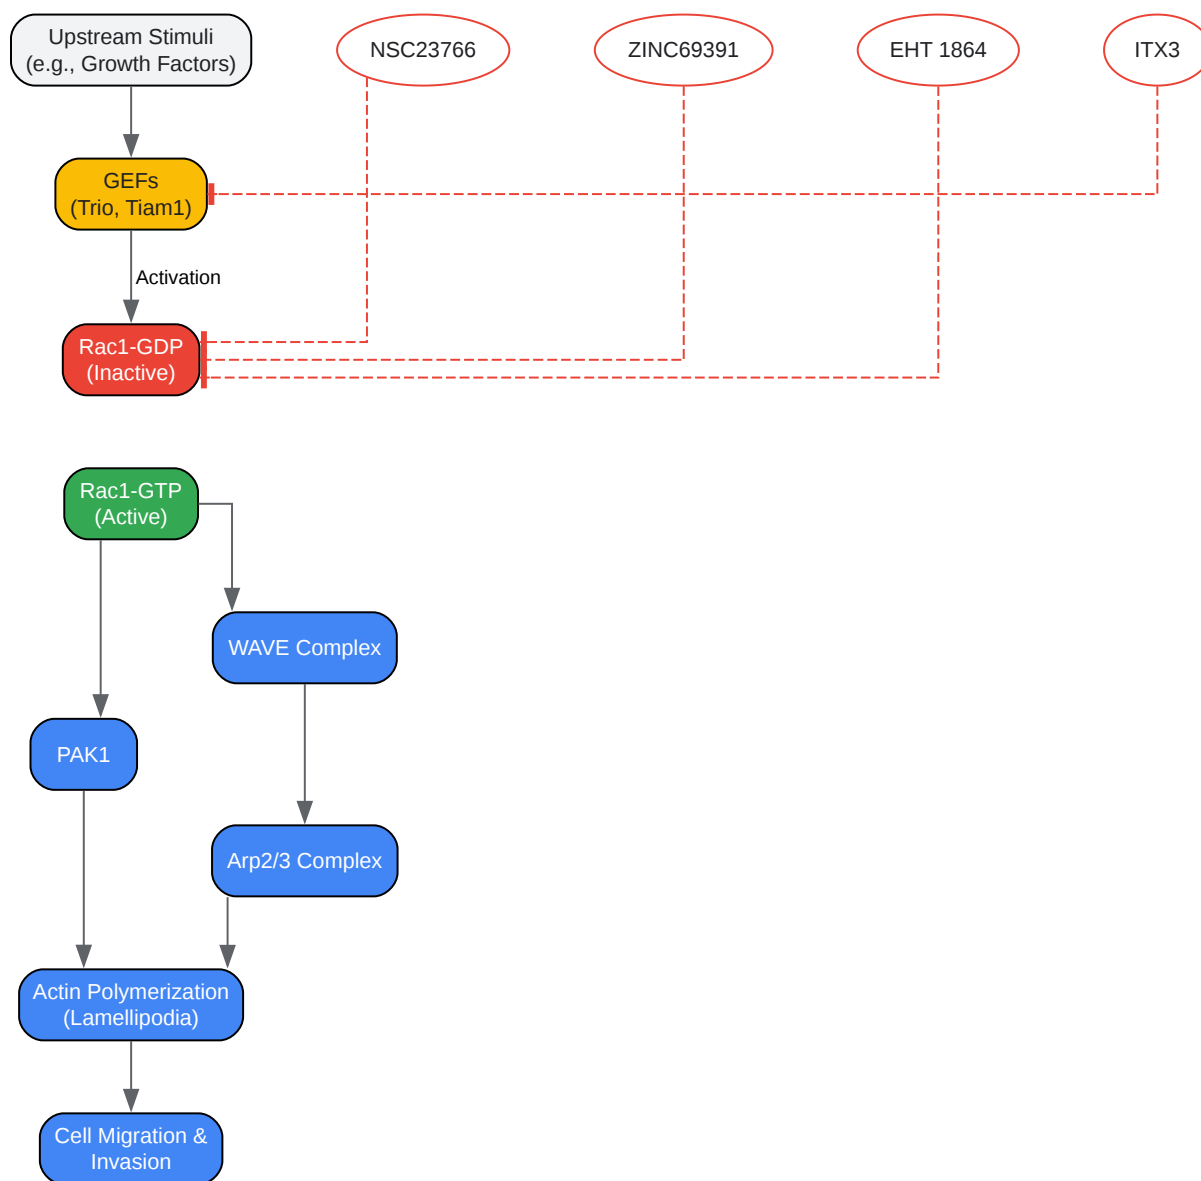 Upstream Stimuli
(e.g., Growth Factors)
NSC23766
ZINC69391
EHT 1864
ITX3
GEFs
(Trio, Tiam1)
Activation
Rac1-GDP
(Inactive)
Rac1-GTP
(Active)
WAVE Complex
PAK1
Arp2/3 Complex
Actin Polymerization
(Lamellipodia)
Cell Migration &
Invasion